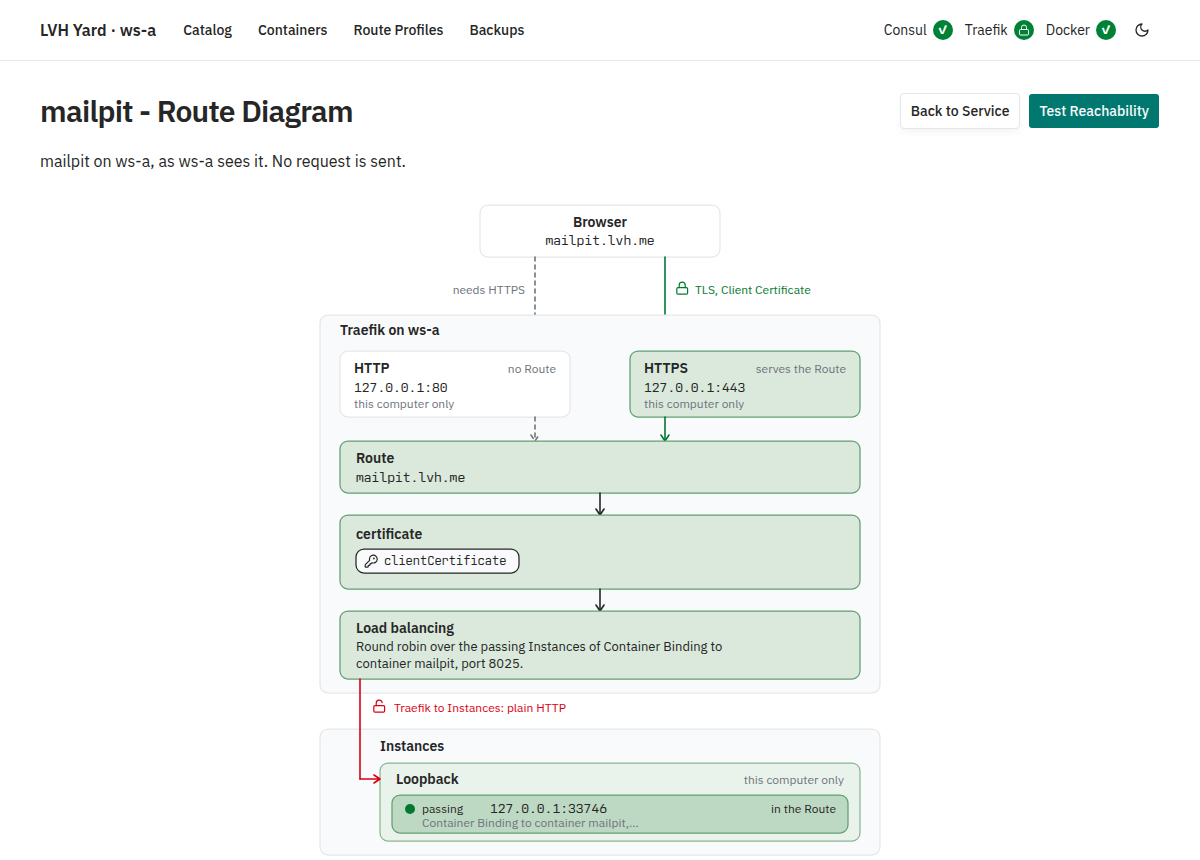 LVH Yard · ws-a Catalog Containers Route Profiles Backups Consul Traefik Docker
mailpit - Route Diagram
Back to Service Test Reachability
mailpit on ws-a, as ws-a sees it. No request is sent.
Browser
mailpit.lvh.me
needs HTTPS TLS, Client Certificate
Traefik on ws-a
HTTP no Route HTTPS serves the Route
127.0.0.1:80 127.0.0.1:443
this computer only this computer only
Route
mailpit.lvh.me
certificate
clientCertificate
Load balancing
Round robin over the passing Instances of Container Binding to
container mailpit, port 8025.
Traefik to Instances: plain HTTP
Instances
Loopback this computer only
passing 127.0.0.1:33746 in the Route
Container Binding to container mailpit,...